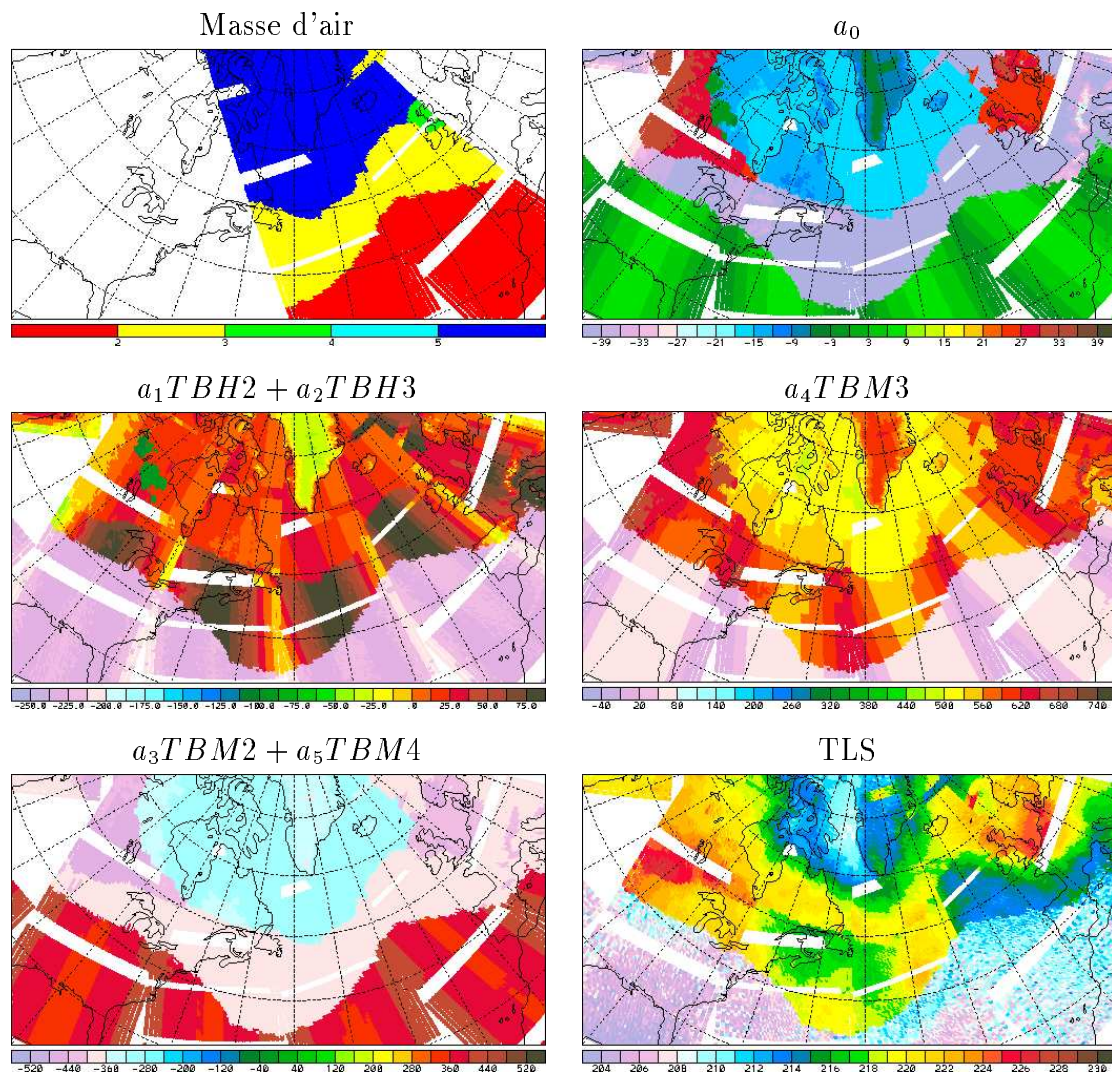 Masse d'air
a₀
2 3 4 5
-39 -33 -27 -21 -15 -9 -3 3 9 15 21 27 33 39
a₁TBH2 + a₂TBH3
a₄TBM3
-250.0 -225.0 -200.0 -175.0 -150.0 -125.0 -100.0 -75.0 -50.0 -25.0 .0 25.0 50.0 75.0
-40 20 80 140 200 260 320 380 440 500 560 620 680 740
a₃TBM2 + a₅TBM4
TLS
-520 -440 -360 -280 -200 -120 -40 40 120 200 280 360 440 520
204 206 208 210 212 214 216 218 220 222 224 226 228 230